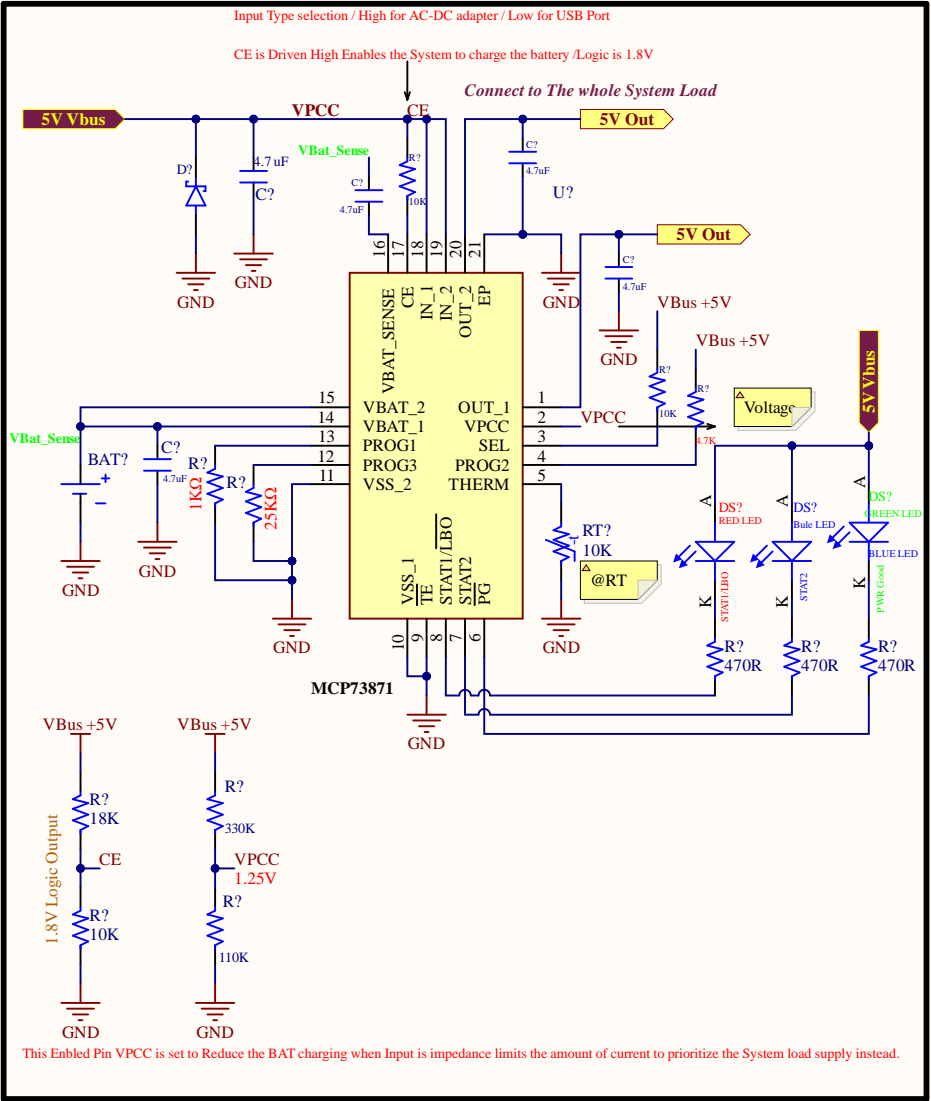 Input Type selection / High for AC-DC adapter / Low for USB Port
CE is Driven High Enables the System to charge the battery /Logic is 1.8V
Connect to The whole System Load
5V Vbus
VPCC
CE
5V Out
VBat_Sense
D?
4.7uF
C?
C?
4.7uF
R?
10K
C?
4.7uF
U?
GND
GND
GND
5V Out
C?
4.7uF
GND
16
17
18
19
20
21
VBAT_SENSE
CE
IN_1
IN_2
OUT_2
EP
VBus +5V
VBus +5V
R?
10K
R?
4.7K
Voltage
5V Vbus
15 VBAT_2
14 VBAT_1
13 PROG1
12 PROG3
11 VSS_2
OUT_1 1
VPCC 2
SEL 3
PROG2 4
THERM 5
VPCC
VBat_Sense
BAT?
C?
4.7uF
R?
1KΩ
R?
25KΩ
GND
GND
GND
RT?
10K
-t
@RT
GND
A
DS?
RED LED
K
STAT1/LBO
A
DS?
Bule LED
K
STAT2
A
DS?
GREEN LED
BLUE LED
K
PWR Good
R?
470R
R?
470R
R?
470R
VSS_1
TE
STAT1/LBO
STAT2
PG
10
9
8
7
6
MCP73871
GND
VBus +5V
R?
18K
CE
1.8V Logic Output
R?
10K
GND
VBus +5V
R?
330K
VPCC
1.25V
R?
110K
GND
This Enbled Pin VPCC is set to Reduce the BAT charging when Input is impedance limits the amount of current to prioritize the System load supply instead.